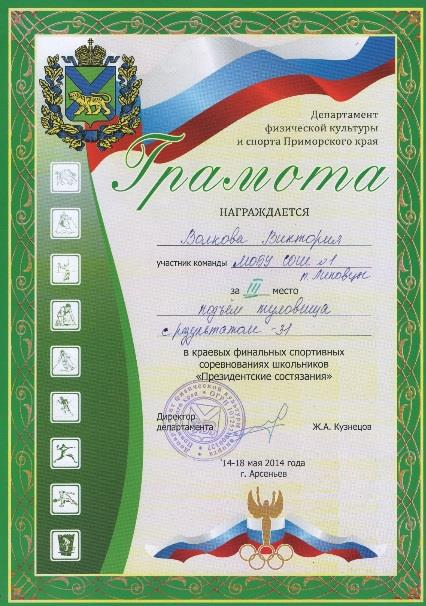 Департамент
физической культуры
и спорта Приморского края
Грамота
НАГРАЖДАЕТСЯ
Волкова Виктория
участник команды МОБУ СОШ №1
п. Липовцы
за III место
подъём туловища
с результатом -31
в краевых финальных спортивных
соревнованиях школьников
«Президентские состязания»
Директор
департамента
Ж.А. Кузнецов
14-18 мая 2014 года
г. Арсеньев